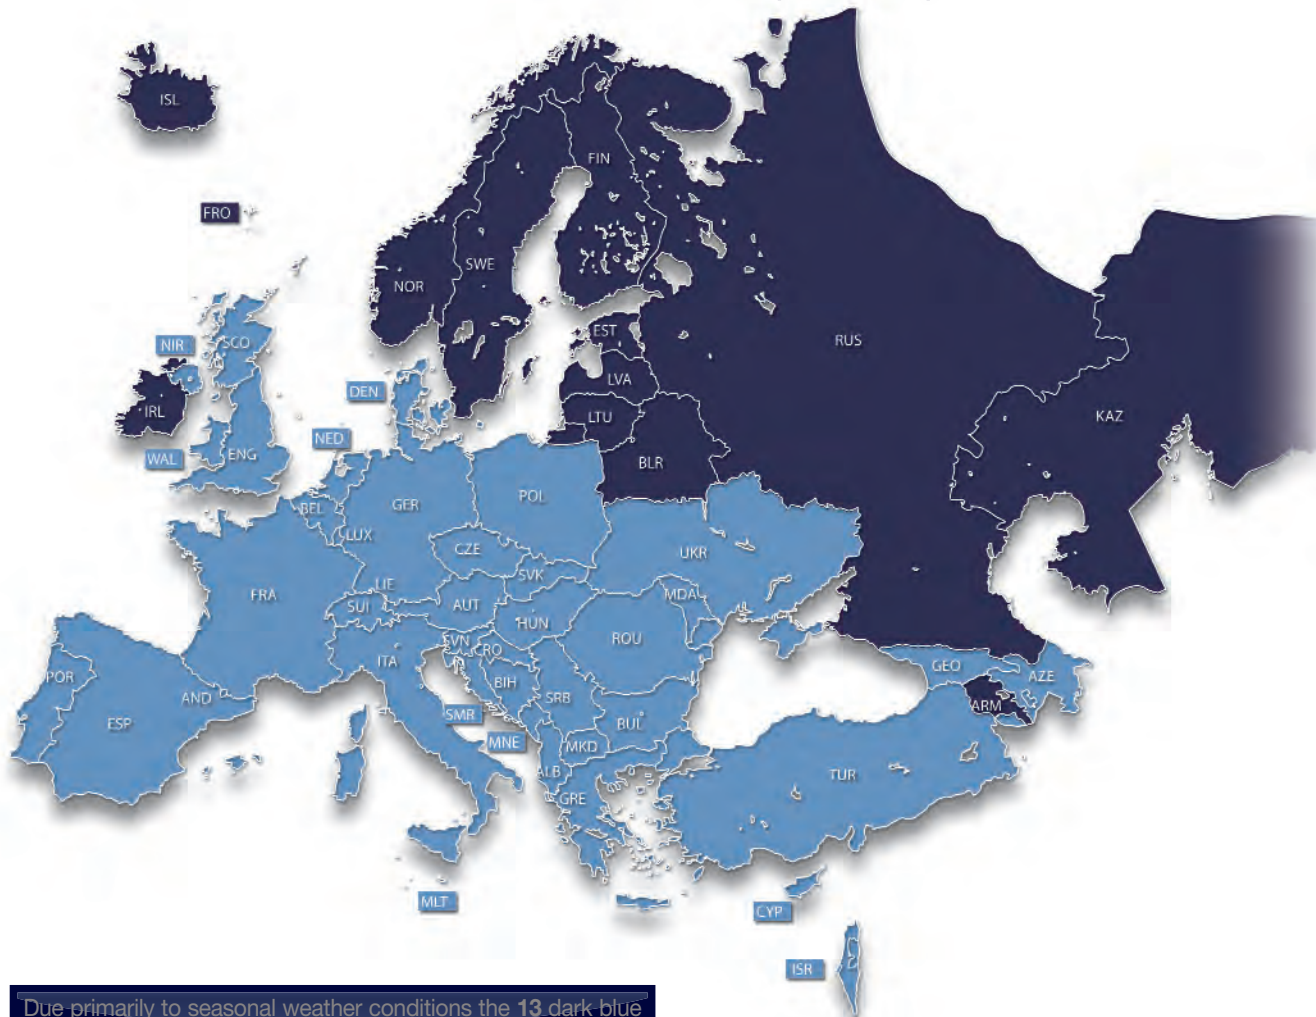 ISL
FIN
FRO
SWE
NOR
EST
NIR
SCO
RUS
LVA
DEN
IRL
LTU
KAZ
NED
WAL
ENG
BLR
POL
GER
BEL
LUX
CZE
UKR
SVK
LIE
FRA
SUI
AUT
MDA
HUN
ROU
SVN
CRO
ITA
GEO
POR
AZE
BIH
AND
SRB
ARM
SMR
ESP
BUL
MNE
MKD
ALB
TUR
GRE
MLT
CYP
ISR
Due primarily to seasonal weather conditions the 13 dark blue